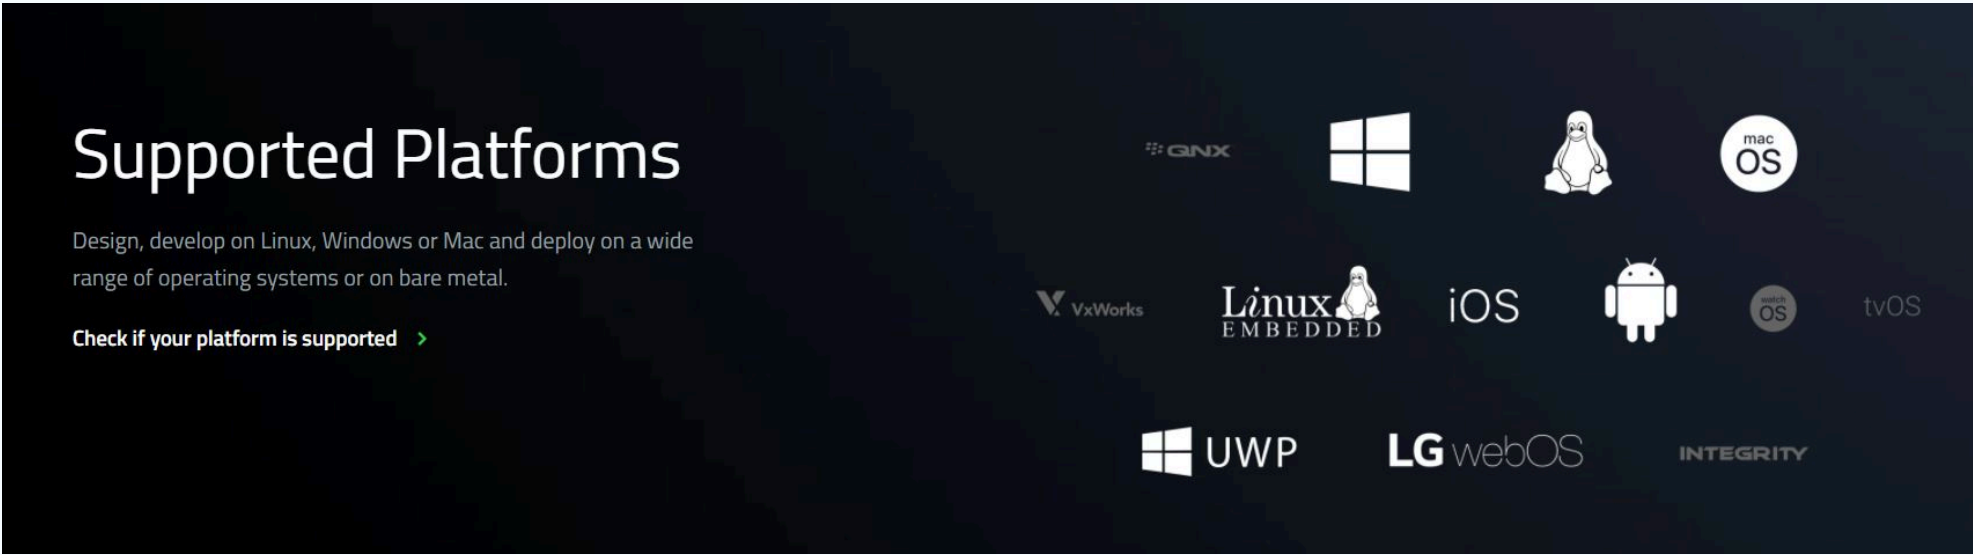 Supported Platforms
Design, develop on Linux, Windows or Mac and deploy on a wide
range of operating systems or on bare metal.
Check if your platform is supported
QNX
mac
OS
VxWorks
Linux
EMBEDDED
iOS
watch
OS
tvOS
UWP
LG webOS
INTEGRITY